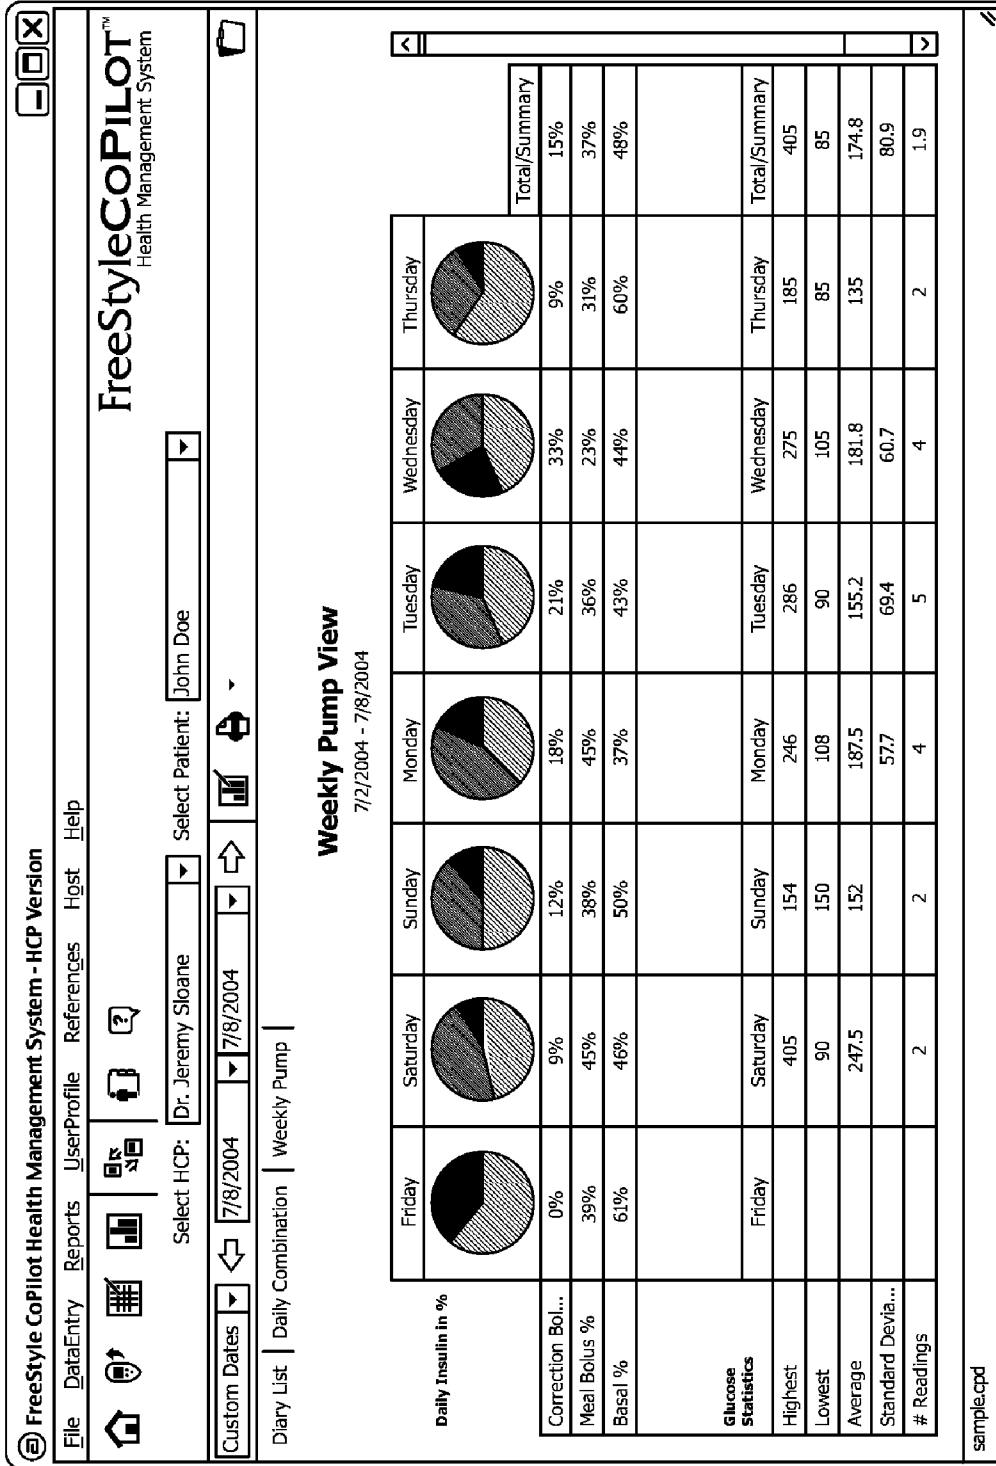 FreeStyle CoPilot Health Management System - HCP Version
File DataEntry Reports UserProfile References Host Help
FreeStyleCOPILOT™
Health Management System
Select HCP: Dr. Jeremy Sloane Select Patient: John Doe
Custom Dates 7/8/2004 7/8/2004
Diary List Daily Combination Weekly Pump
Weekly Pump View
7/2/2004 - 7/8/2004
Friday Saturday Sunday Monday Tuesday Wednesday Thursday
Daily Insulin in %
Total/Summary
Correction Bol... 0% 9% 12% 18% 21% 33% 9% 15%
Meal Bolus % 39% 45% 38% 45% 36% 23% 31% 37%
Basal % 61% 46% 50% 37% 43% 44% 60% 48%
Glucose
Statistics Friday Saturday Sunday Monday Tuesday Wednesday Thursday Total/Summary
Highest 405 154 246 286 275 185 405
Lowest 90 150 108 90 105 85 85
Average 247.5 152 187.5 155.2 181.8 135 174.8
Standard Devia... 57.7 69.4 60.7 80.9
# Readings 2 2 4 5 4 2 1.9
sample.cpd